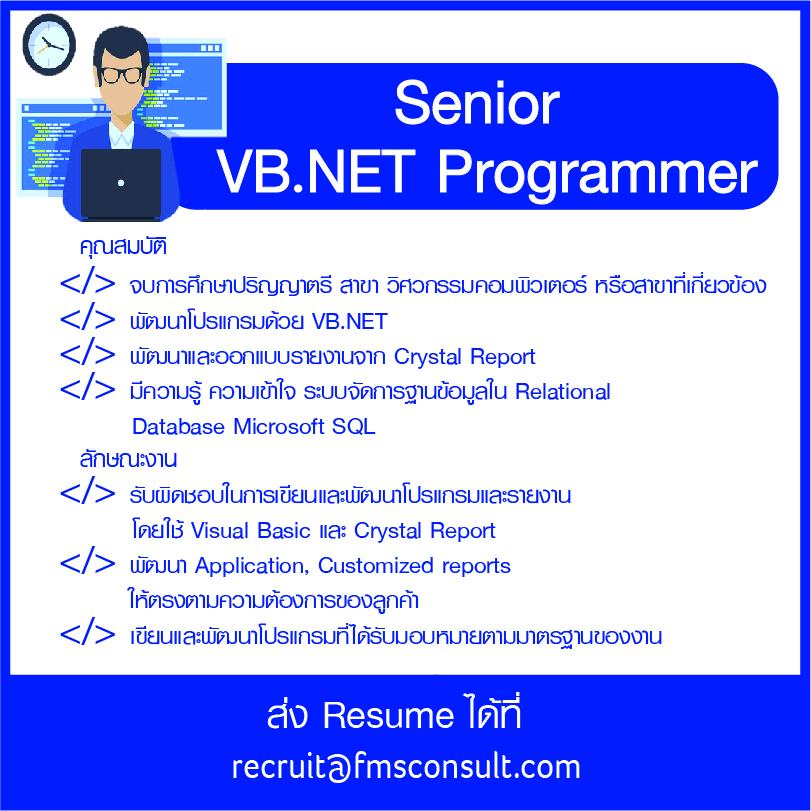 Senior
VB.NET Programmer
คุณสมบัติ
</> จบการศึกษาปริญญาตรี สาขา วิศวกรรมคอมพิวเตอร์ หรือสาขาที่เกี่ยวข้อง
</> พัฒนาโปรแกรมด้วย VB.NET
</> พัฒนาและออกแบบรายงานจาก Crystal Report
</> มีความรู้ ความเข้าใจ ระบบจัดการฐานข้อมูลใน Relational
Database Microsoft SQL
ลักษณะงาน
</> รับผิดชอบในการเขียนและพัฒนาโปรแกรมและรายงาน
โดยใช้ Visual Basic และ Crystal Report
</> พัฒนา Application, Customized reports
ให้ตรงตามความต้องการของลูกค้า
</> เขียนและพัฒนาโปรแกรมที่ได้รับมอบหมายตามมาตรฐานของงาน
ส่ง Resume ได้ที่
recruit@fmsconsult.com